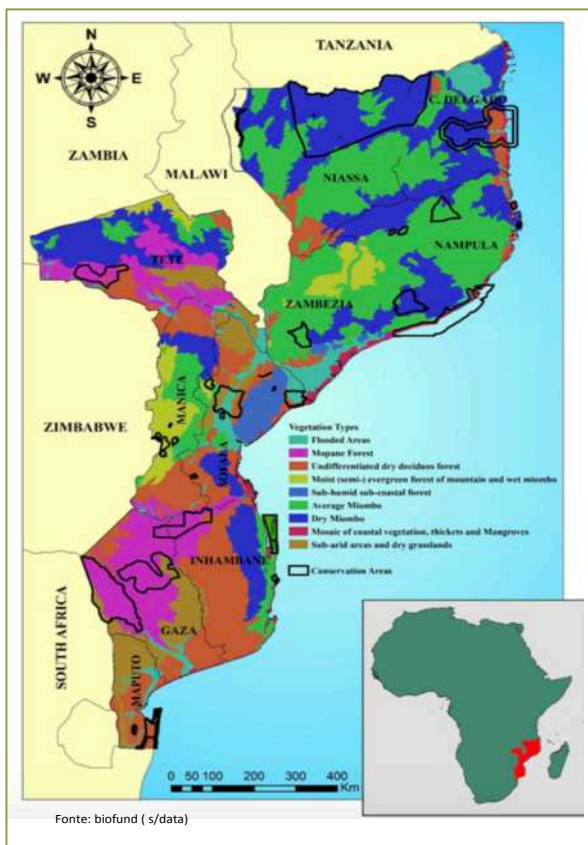 N
W
E
S
TANZANIA
C. DELGADO
ZAMBIA
MALAWI
NIASSA
NAMPULA
TETE
ZAMBEZIA
MANICA
ZIMBABWE
SOFALA
Vegetation Types
Flooded Areas
Mopane Forest
Undifferentiated dry deciduos forest
Moist (semi-) evergreen forest of mountain and wet miombo
Sub-humid sub-coastal forest
Average Miombo
Dry Miombo
Mosaic of coastal vegetation, thickets and Mangroves
Sub-arid areas and dry grasslands
Conservation Areas
INHAMBANI
SOUTH AFRICA
GAZA
MAPUTO
0 50 100 200 300 400
Km
Fonte: biofund ( s/data)